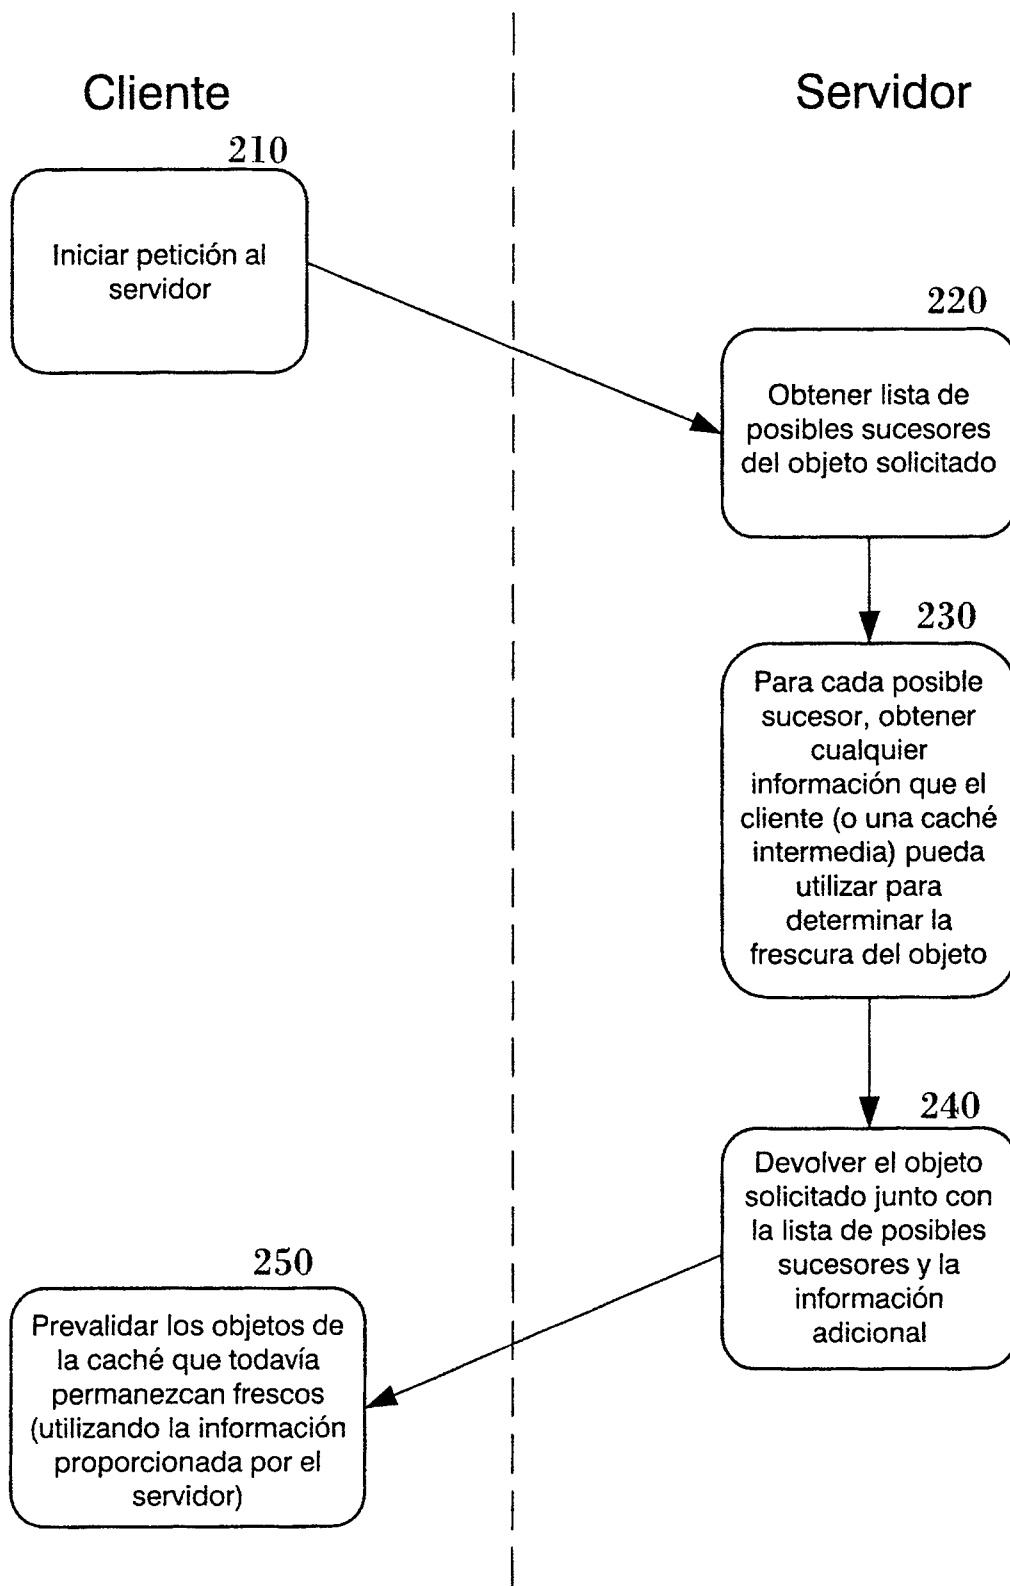 Cliente
Servidor
210
Iniciar petición al
servidor
220
Obtener lista de
posibles sucesores
del objeto solicitado
230
Para cada posible
sucesor, obtener
cualquier
información que el
cliente (o una caché
intermedia) pueda
utilizar para
determinar la
frescura del objeto
240
Devolver el objeto
solicitado junto con
la lista de posibles
sucesores y la
información
adicional
250
Prevalidar los objetos de
la caché que todavía
permanezcan frescos
(utilizando la información
proporcionada por el
servidor)